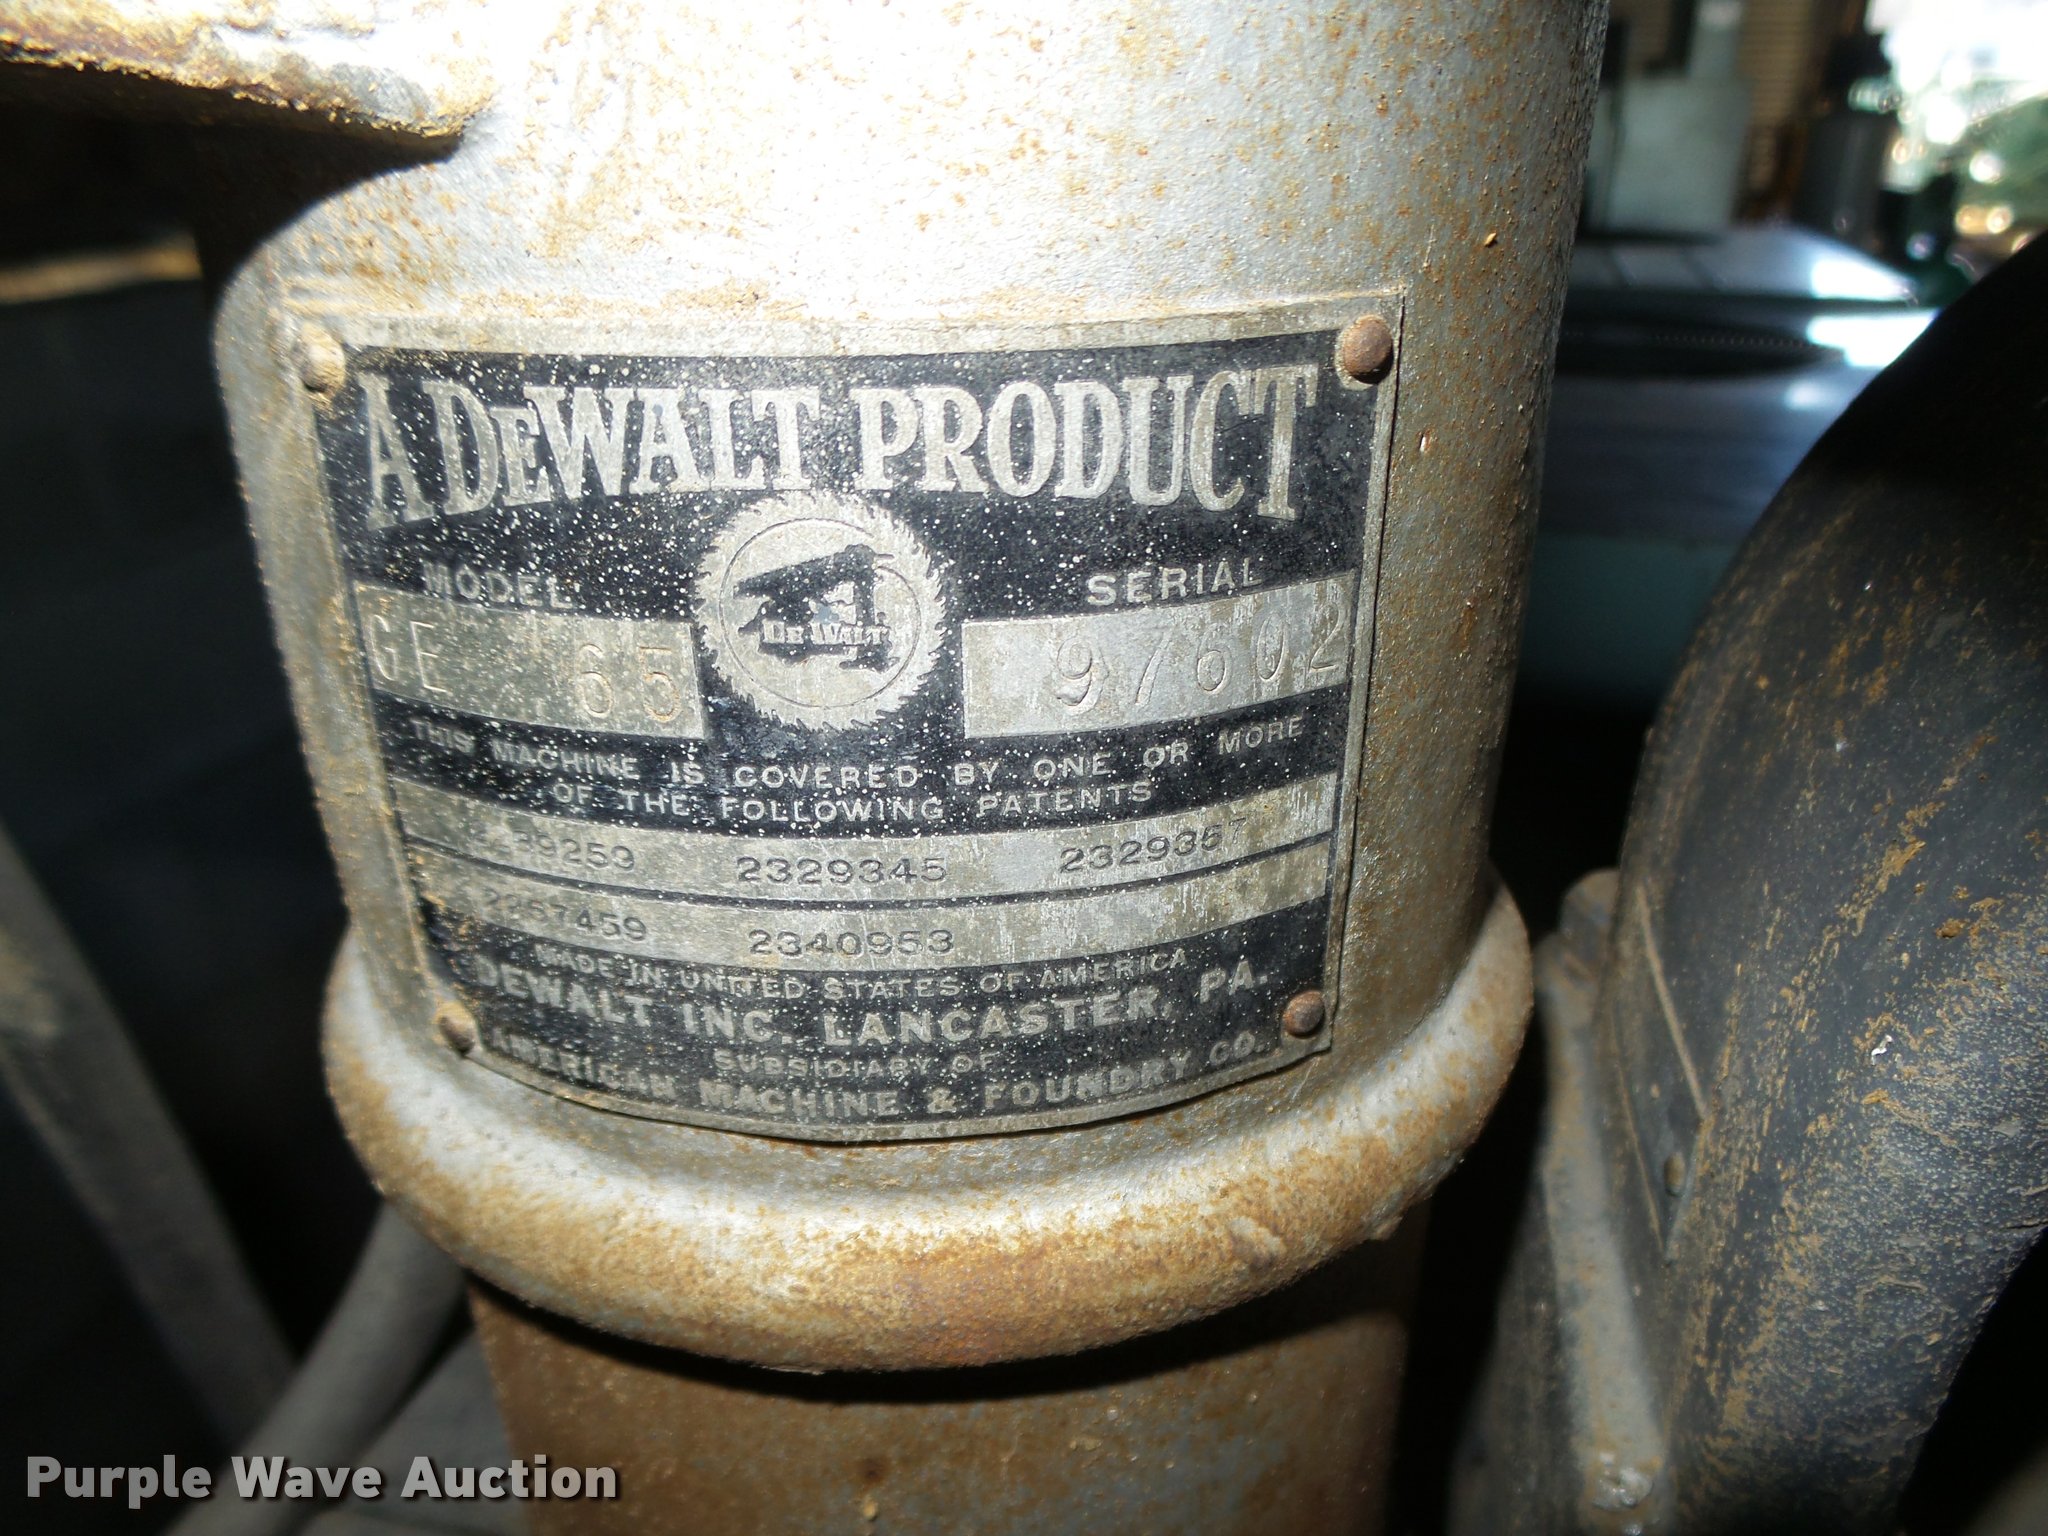 A DEWALT PRODUCT
MODEL SERIAL
GE 65 97602
DE WALT
THIS MACHINE IS COVERED BY ONE OR MORE
OF THE FOLLOWING PATENTS
2329345 2329357
2340953
MADE IN UNITED STATES OF AMERICA
DEWALT INC. LANCASTER, PA.
SUBSIDIARY OF
AMERICAN MACHINE & FOUNDRY CO.
Purple Wave Auction